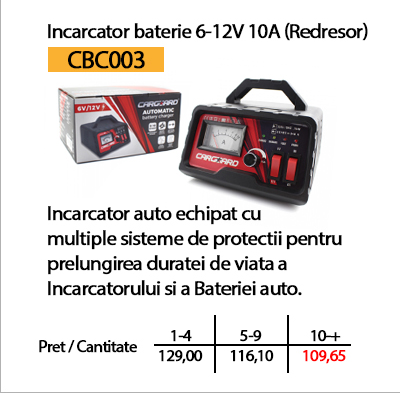 Incarcator baterie 6-12V 10A (Redresor)
CBC003
6V/12V
CARGUARD
AUTOMATIC
battery charger
CARGUARD
Incarcator auto echipat cu
multiple sisteme de protectii pentru
prelungirea duratei de viata a
Incarcatorului si a Bateriei auto.
1-4 5-9 10-+
Pret / Cantitate 129,00 116,10 109,65